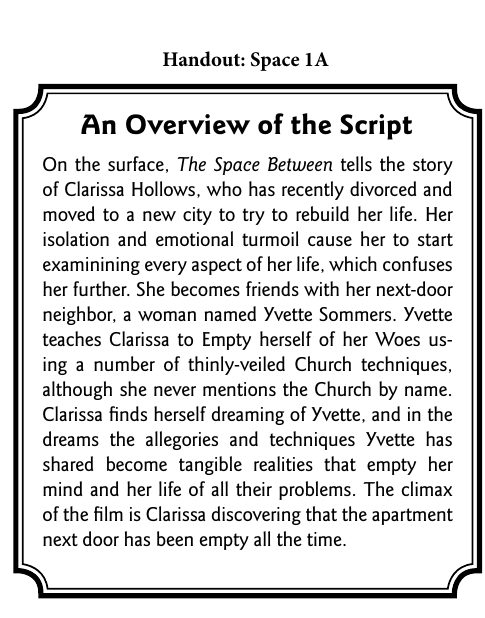 Handout: Space 1A
An Overview of the Script
On the surface, The Space Between tells the story
of Clarissa Hollows, who has recently divorced and
moved to a new city to try to rebuild her life. Her
isolation and emotional turmoil cause her to start
examinining every aspect of her life, which confuses
her further. She becomes friends with her next-door
neighbor, a woman named Yvette Sommers. Yvette
teaches Clarissa to Empty herself of her Woes us-
ing a number of thinly-veiled Church techniques,
although she never mentions the Church by name.
Clarissa finds herself dreaming of Yvette, and in the
dreams the allegories and techniques Yvette has
shared become tangible realities that empty her
mind and her life of all their problems. The climax
of the film is Clarissa discovering that the apartment
next door has been empty all the time.